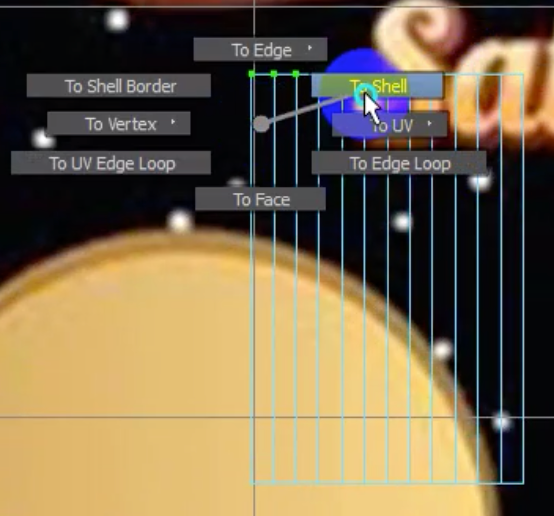 To Edge
To Shell Border
To Shell
To Vertex
To UV
To UV Edge Loop
To Edge Loop
To Face